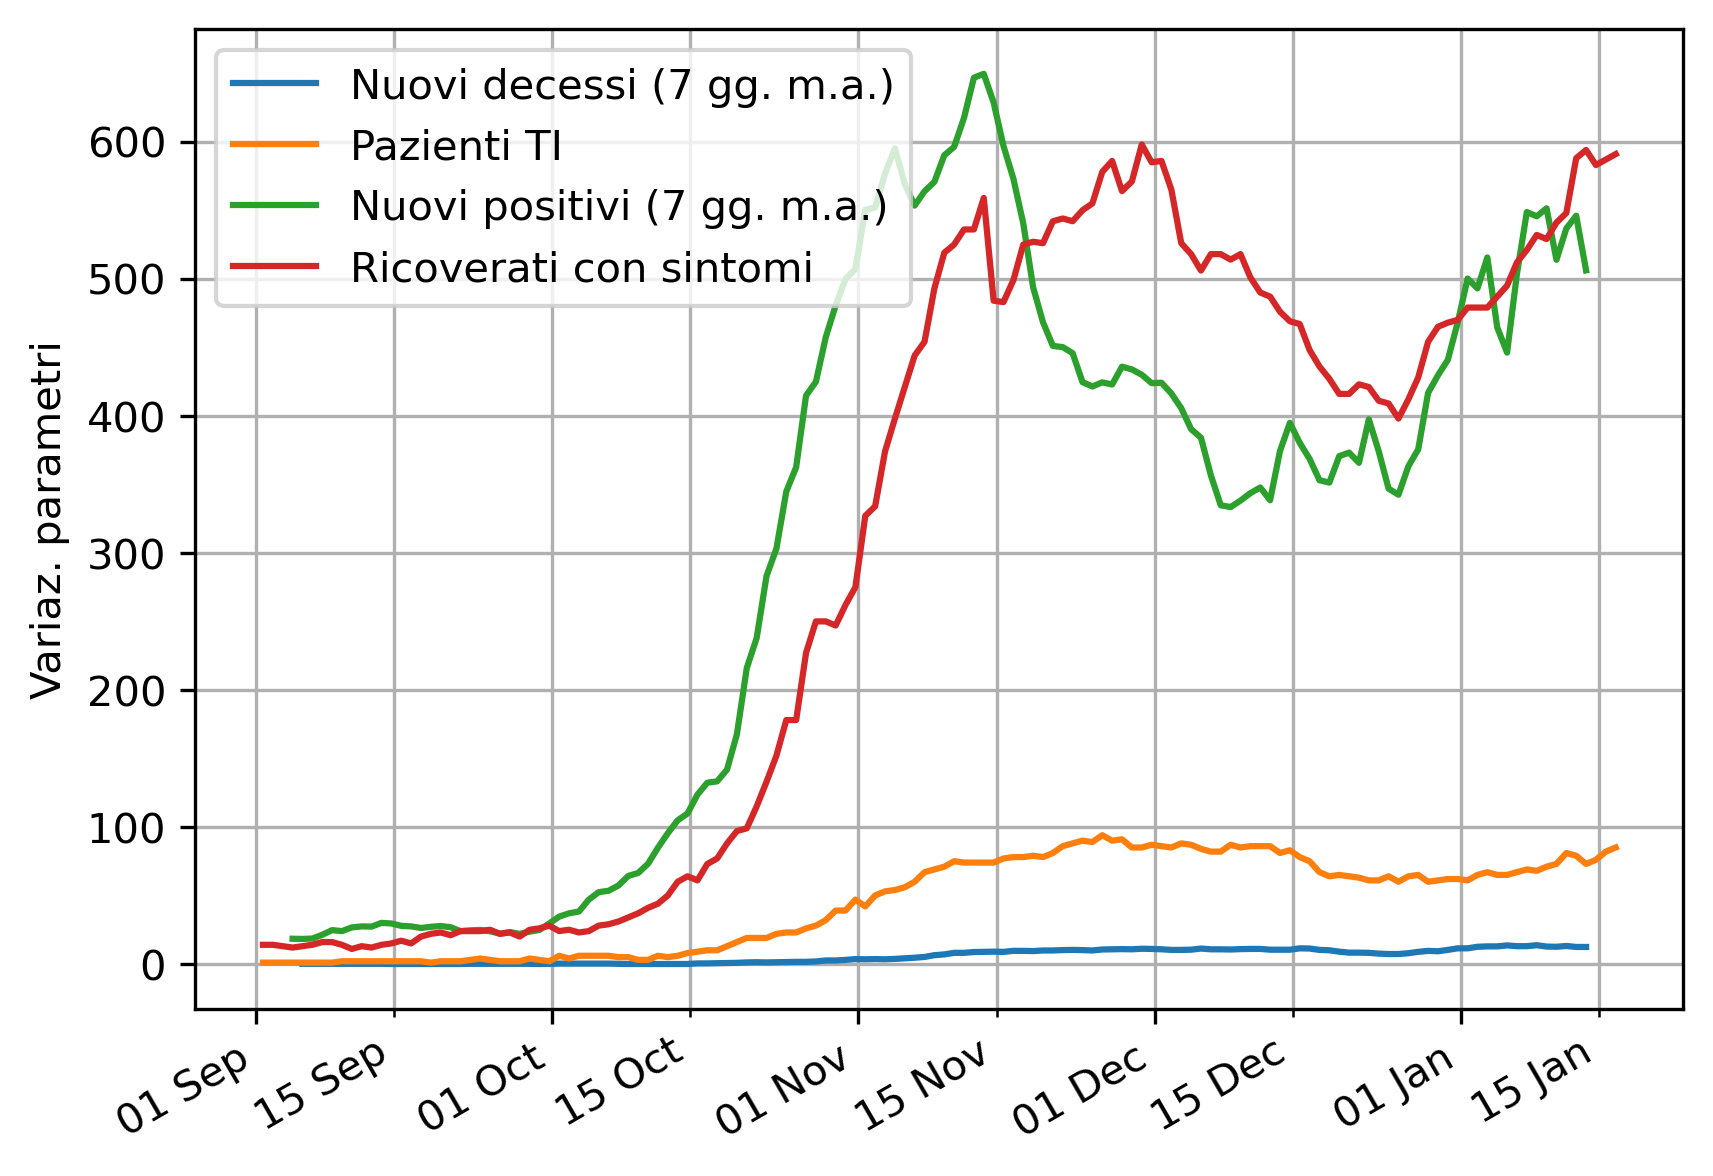 Nuovi decessi (7 gg. m.a.)
Pazienti TI
Nuovi positivi (7 gg. m.a.)
Ricoverati con sintomi
Variaz. parametri
600
500
400
300
200
100
0
01 Sep
15 Sep
01 Oct
15 Oct
01 Nov
15 Nov
01 Dec
15 Dec
01 Jan
15 Jan